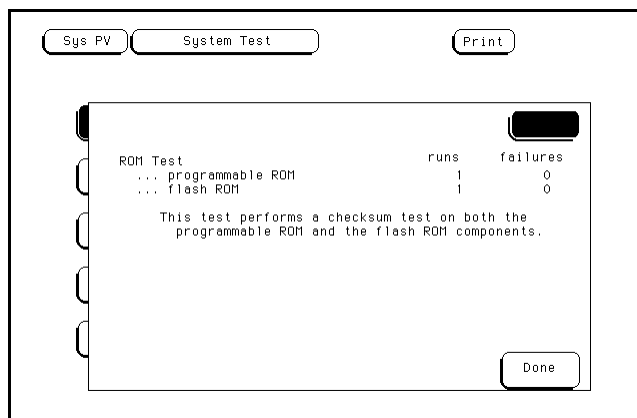 Sys PV System Test Print
ROM Test runs failures
... programmable ROM 1 0
... flash ROM 1 0
This test performs a checksum test on both the
programmable ROM and the flash ROM components.
Done